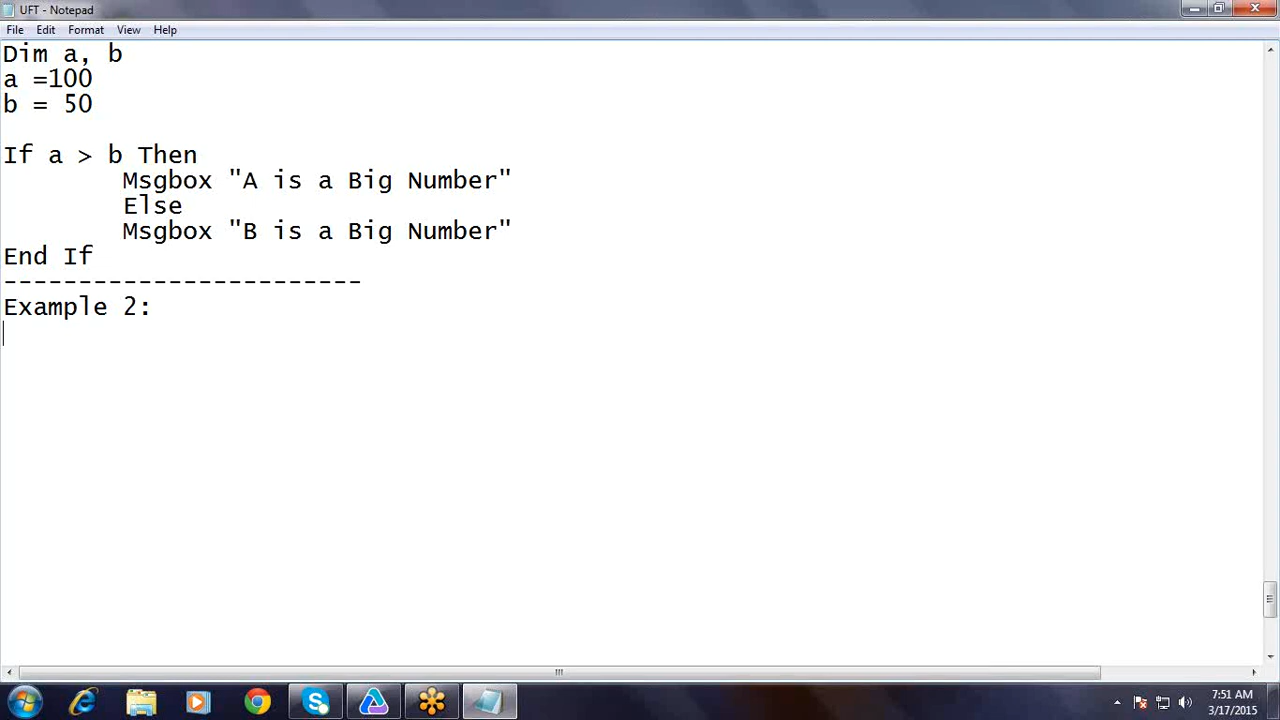 UFT - Notepad
File Edit Format View Help
Dim a, b
a =100
b = 50
If a > b Then
Msgbox "A is a Big Number"
Else
Msgbox "B is a Big Number"
End If
------------------------
Example 2:
7:51 AM
3/17/2015